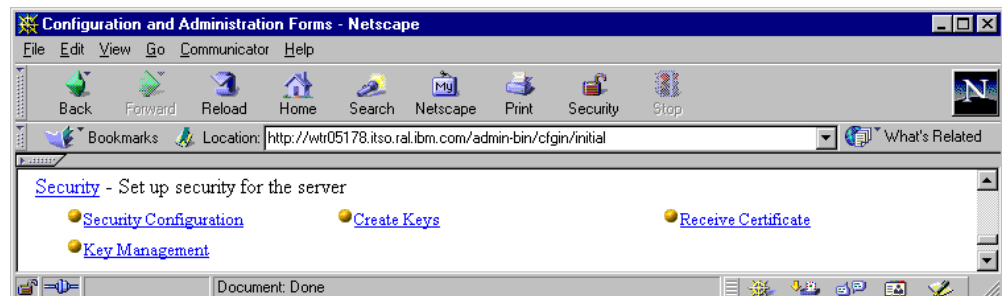 Configuration and Administration Forms - Netscape
File Edit View Go Communicator Help
Back Forward Reload Home Search Netscape Print Security Stop
My
N
Bookmarks Location: http://wtr05178.itso.ral.ibm.com/admin-bin/cfgin/initial What's Related
Security - Set up security for the server
Security Configuration Create Keys Receive Certificate
Key Management
Document: Done